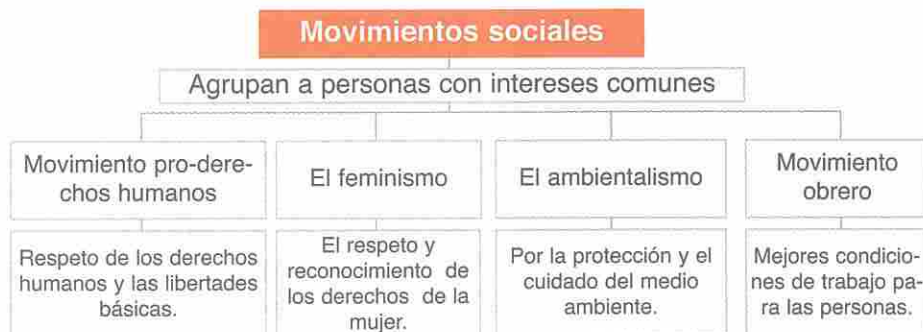 Movimientos sociales
Agrupan a personas con intereses comunes
Movimiento pro-dere-
chos humanos
El feminismo
El ambientalismo
Movimiento
obrero
Respeto de los derechos
humanos y las libertades
básicas.
El respeto y
reconocimiento de
los derechos de la
mujer.
Por la protección y el
cuidado del medio
ambiente.
Mejores condicio-
nes de trabajo pa-
ra las personas.